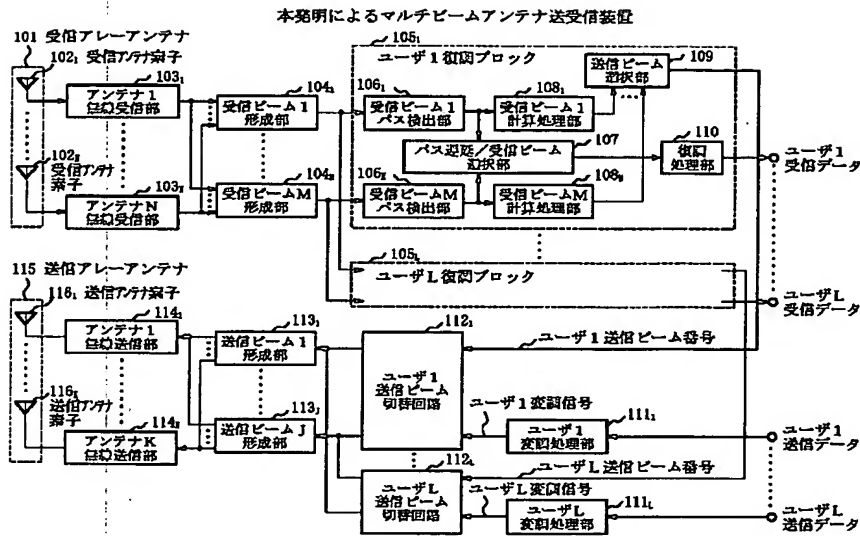 本発明によるマルチビームアンテナ送受信装置
101 受信アレーアンテナ
102₁ 受信アンテナ素子
103₁
アンテナ1
無線受信部
102N
受信アンテナ
素子
103N
アンテナN
無線受信部
104₁
受信ビーム1
形成部
104M
受信ビームM
形成部
105₁
ユーザ1復調ブロック
106₁
受信ビーム1
パス検出部
108₁
受信ビーム1
計算処理部
109
送信ビーム
選択部
107
パス遅延/受信ビーム
選択部
110
復調
処理部
106M
受信ビームM
パス検出部
108M
受信ビームM
計算処理部
ユーザ1
受信データ
105L
ユーザL復調ブロック
ユーザL
受信データ
115 送信アレーアンテナ
116₁ 送信アンテナ素子
114₁
アンテナ1
無線送信部
116K
送信アンテナ
素子
114K
アンテナK
無線送信部
113₁
送信ビーム1
形成部
113J
送信ビームJ
形成部
112₁
ユーザ1
送信ビーム
切替回路
ユーザ1送信ビーム番号
ユーザ1変調信号
111₁
ユーザ1
変調処理部
ユーザ1
送信データ
112L
ユーザL
送信ビーム
切替回路
ユーザL送信ビーム番号
ユーザL変調信号
111L
ユーザL
変調処理部
ユーザL
送信データ